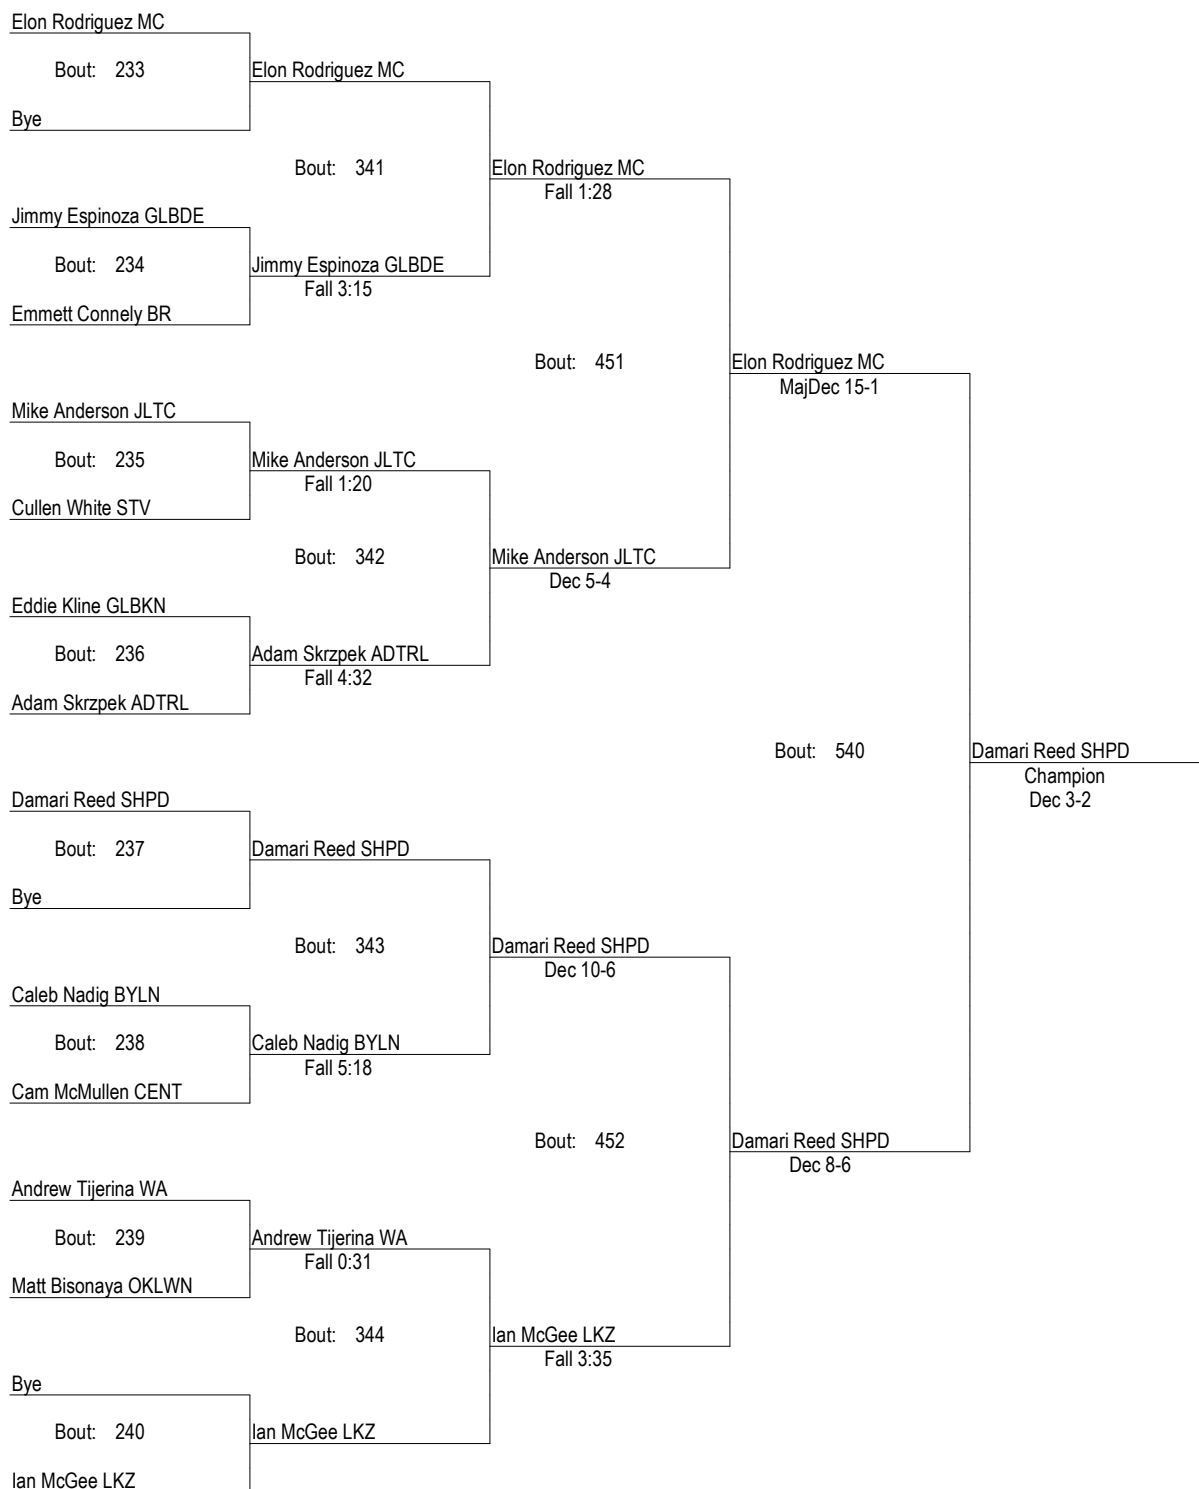 Elon Rodriguez MC
Bout: 233
Elon Rodriguez MC
Bye
Bout: 341
Elon Rodriguez MC
Fall 1:28
Jimmy Espinoza GLBDE
Bout: 234
Jimmy Espinoza GLBDE
Fall 3:15
Emmett Connely BR
Bout: 451
Elon Rodriguez MC
MajDec 15-1
Mike Anderson JLTC
Bout: 235
Mike Anderson JLTC
Fall 1:20
Cullen White STV
Bout: 342
Mike Anderson JLTC
Dec 5-4
Eddie Kline GLBKN
Bout: 236
Adam Skrzpek ADTRL
Fall 4:32
Adam Skrzpek ADTRL
Bout: 540
Damari Reed SHPD
Champion
Dec 3-2
Damari Reed SHPD
Bout: 237
Damari Reed SHPD
Bye
Bout: 343
Damari Reed SHPD
Dec 10-6
Caleb Nadig BYLN
Bout: 238
Caleb Nadig BYLN
Fall 5:18
Cam McMullen CENT
Bout: 452
Damari Reed SHPD
Dec 8-6
Andrew Tijerina WA
Bout: 239
Andrew Tijerina WA
Fall 0:31
Matt Bisonaya OKLWN
Bout: 344
Ian McGee LKZ
Fall 3:35
Bye
Bout: 240
Ian McGee LKZ
Ian McGee LKZ